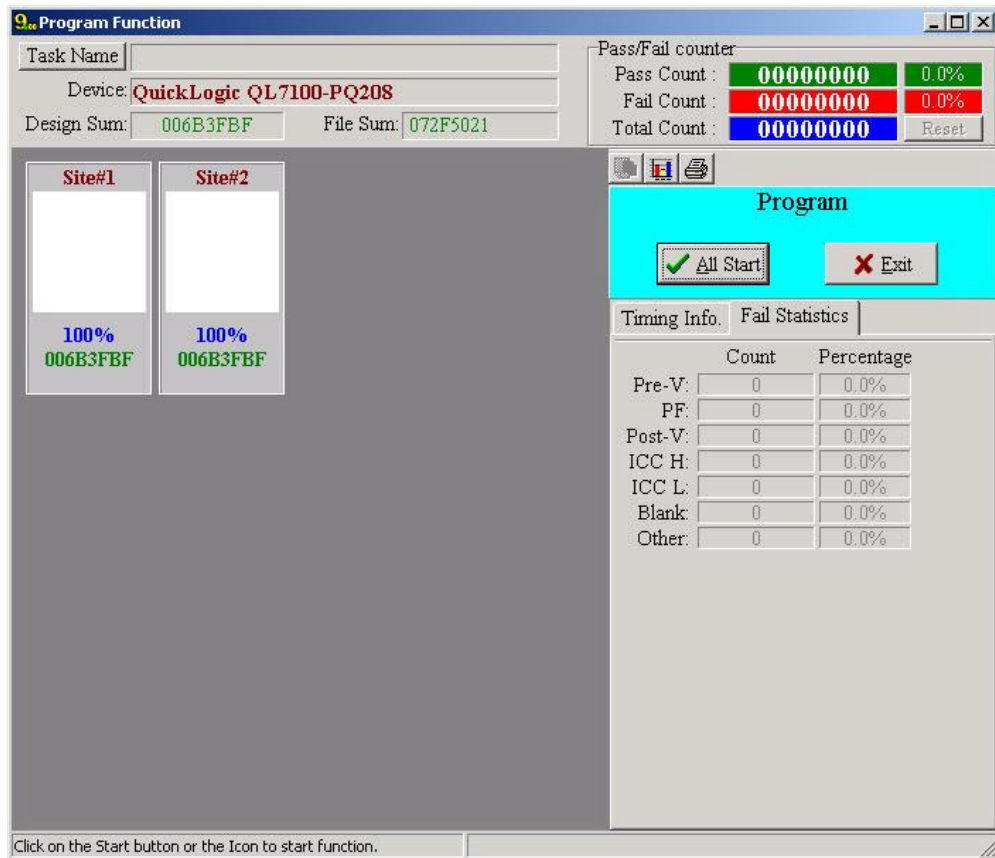 Program Function
Task Name
Device: QuickLogic QL7100-PQ208
Design Sum: 006B3FBF File Sum: 072F5021
Pass/Fail counter
Pass Count : 00000000 0.0%
Fail Count : 00000000 0.0%
Total Count : 00000000 Reset
Site#1
100%
006B3FBF
Site#2
100%
006B3FBF
Program
All Start Exit
Timing Info. Fail Statistics
Count Percentage
Pre-V: 0 0.0%
PF: 0 0.0%
Post-V: 0 0.0%
ICC H: 0 0.0%
ICC L: 0 0.0%
Blank: 0 0.0%
Other: 0 0.0%
Click on the Start button or the Icon to start function.